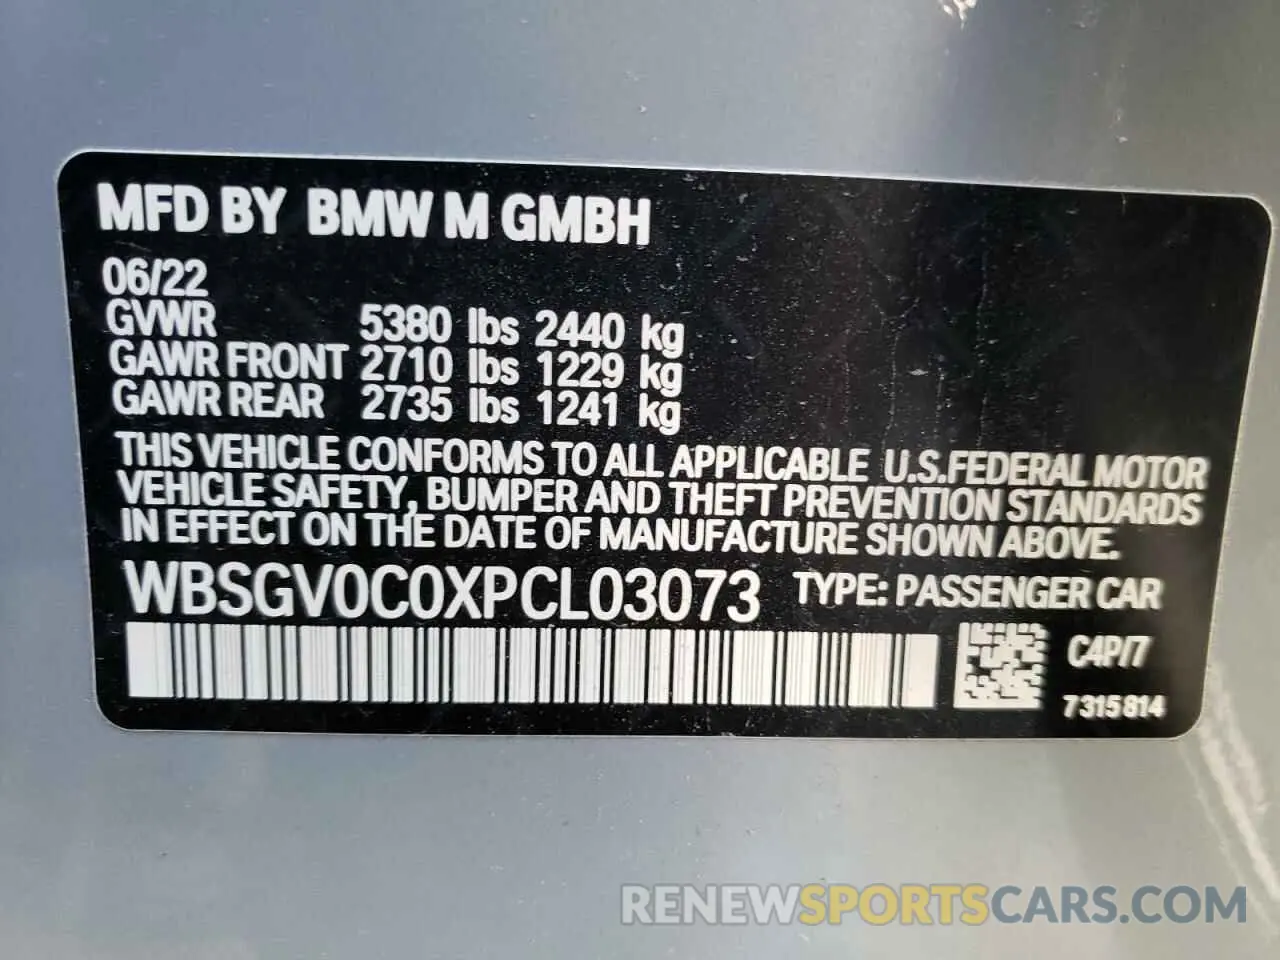 MFD BY BMW M GMBH
06/22
GVWR 5380 lbs 2440 kg
GAWR FRONT 2710 lbs 1229 kg
GAWR REAR 2735 lbs 1241 kg
THIS VEHICLE CONFORMS TO ALL APPLICABLE U.S.FEDERAL MOTOR
VEHICLE SAFETY, BUMPER AND THEFT PREVENTION STANDARDS
IN EFFECT ON THE DATE OF MANUFACTURE SHOWN ABOVE.
WBSGV0C0XPCL03073 TYPE: PASSENGER CAR
C4P/7
7315814
RENEWSPORTSCARS.COM